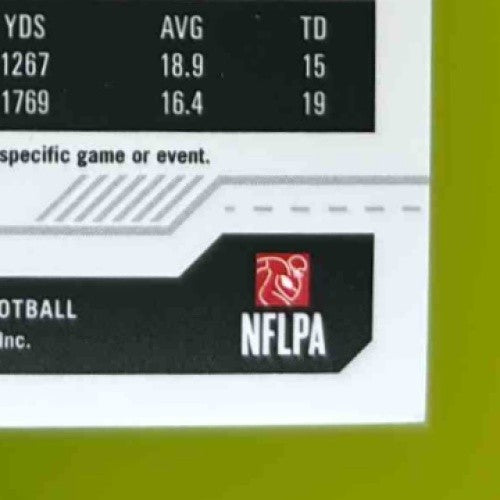 YDS AVG TD
1267 18.9 15
1769 16.4 19
specific game or event.
OTBALL
Inc.
NFLPA